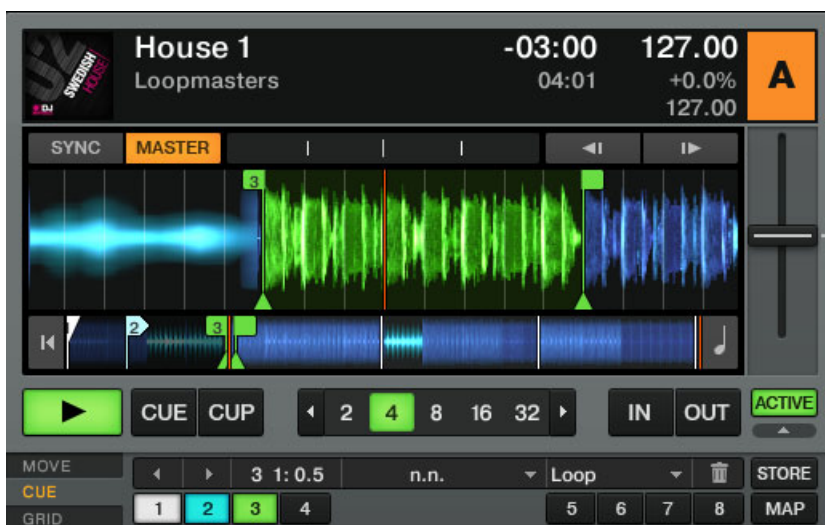 02
SWEDISH
HOUSE
DJ
House 1
-03:00
127.00
A
Loopmasters
04:01
+0.0%
127.00
SYNC
MASTER
3
2
3
CUE
CUP
2
4
8
16
32
IN
OUT
ACTIVE
MOVE
CUE
GRID
3 1:0.5
n.n.
Loop
STORE
1
2
3
4
5
6
7
8
MAP